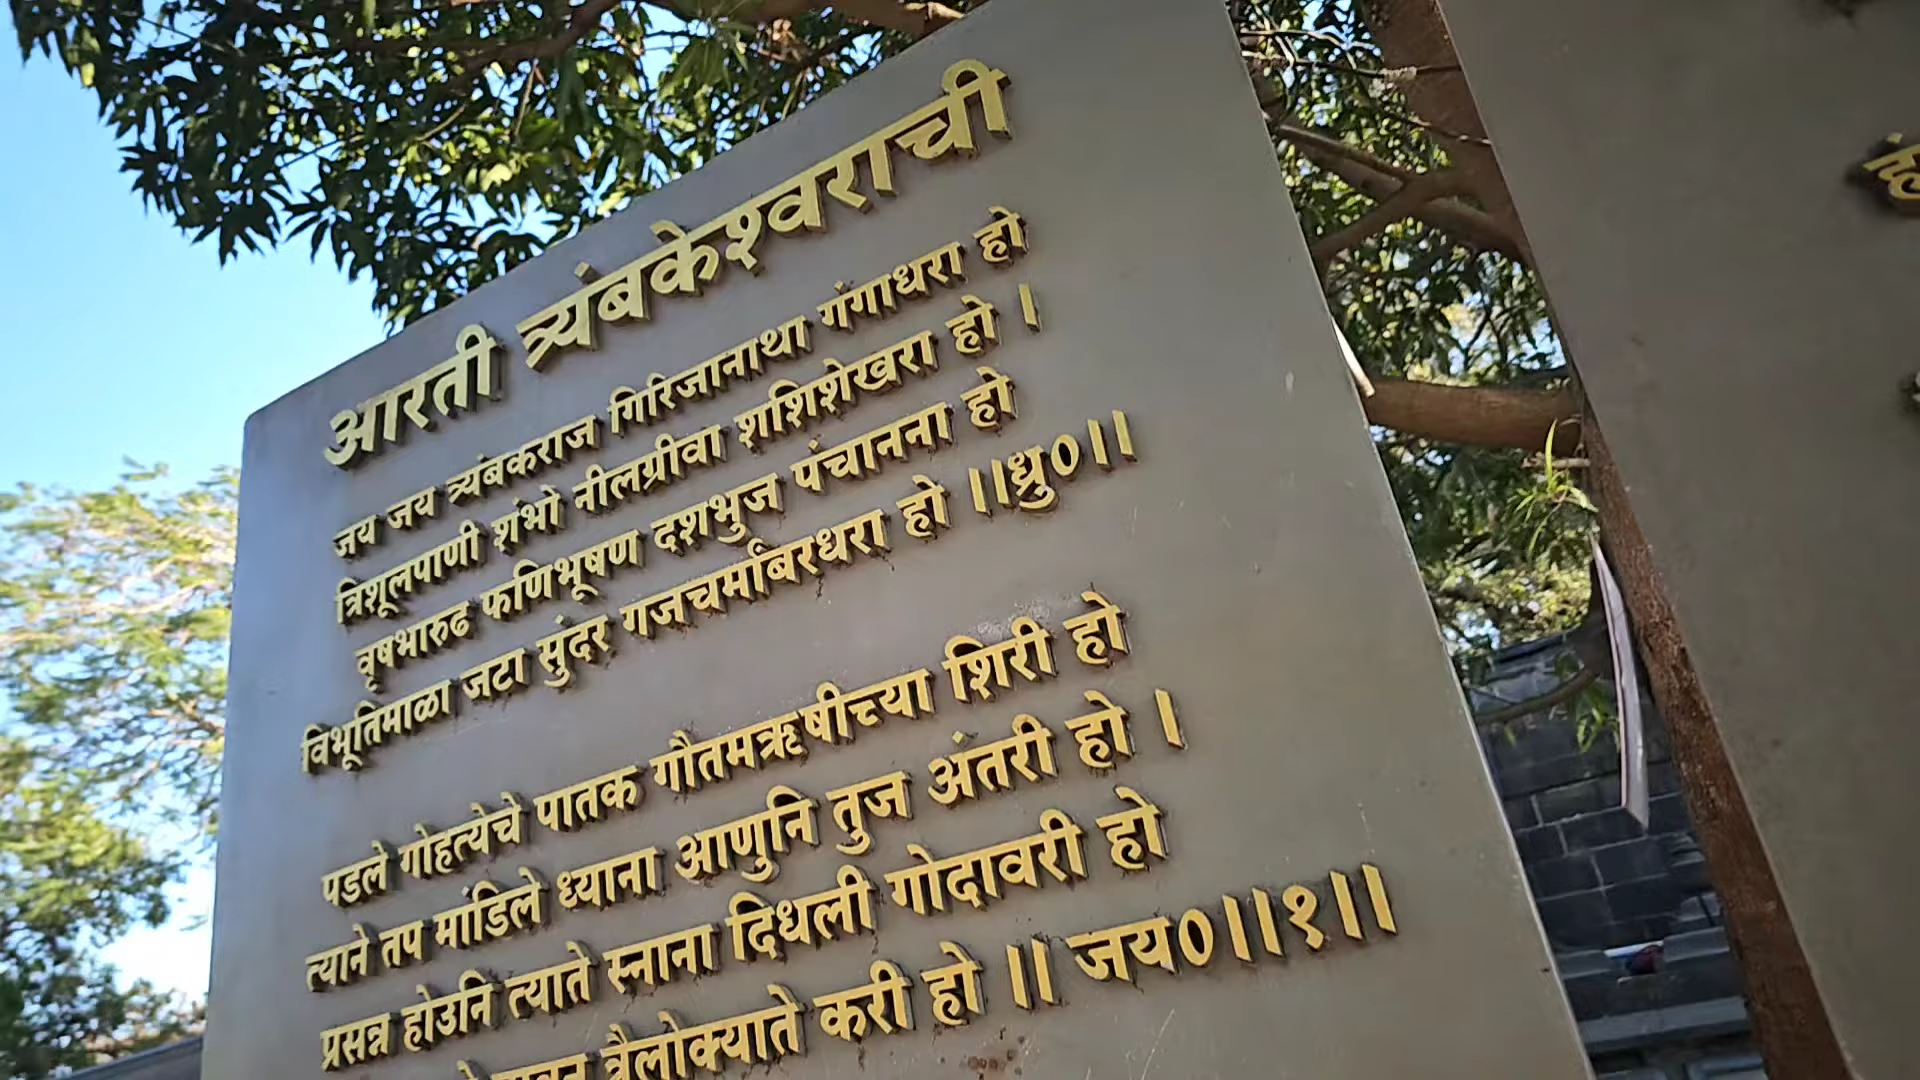 आरती त्र्यंबकेश्वराची
जय जय त्र्यंबकराज गिरिजानाथा गंगाधरा हो
त्रिशूलपाणी शंभो नीलग्रीवा शशिशेखरा हो ।
वृषभारुढ फणिभूषण दशभुज पंचानना हो
विभूतिमाळा जटा सुंदर गजचर्मांबरधरा हो ।।ध्रु०।।
पडले गोहत्येचे पातक गौतमऋषीच्या शिरी हो
त्याने तप मांडिले ध्याना आणुनि तुज अंतरी हो ।
प्रसन्न होउनि त्याते स्नाना दिधली गोदावरी हो
त्रैलोक्याते करी हो ।। जय०।।१।।